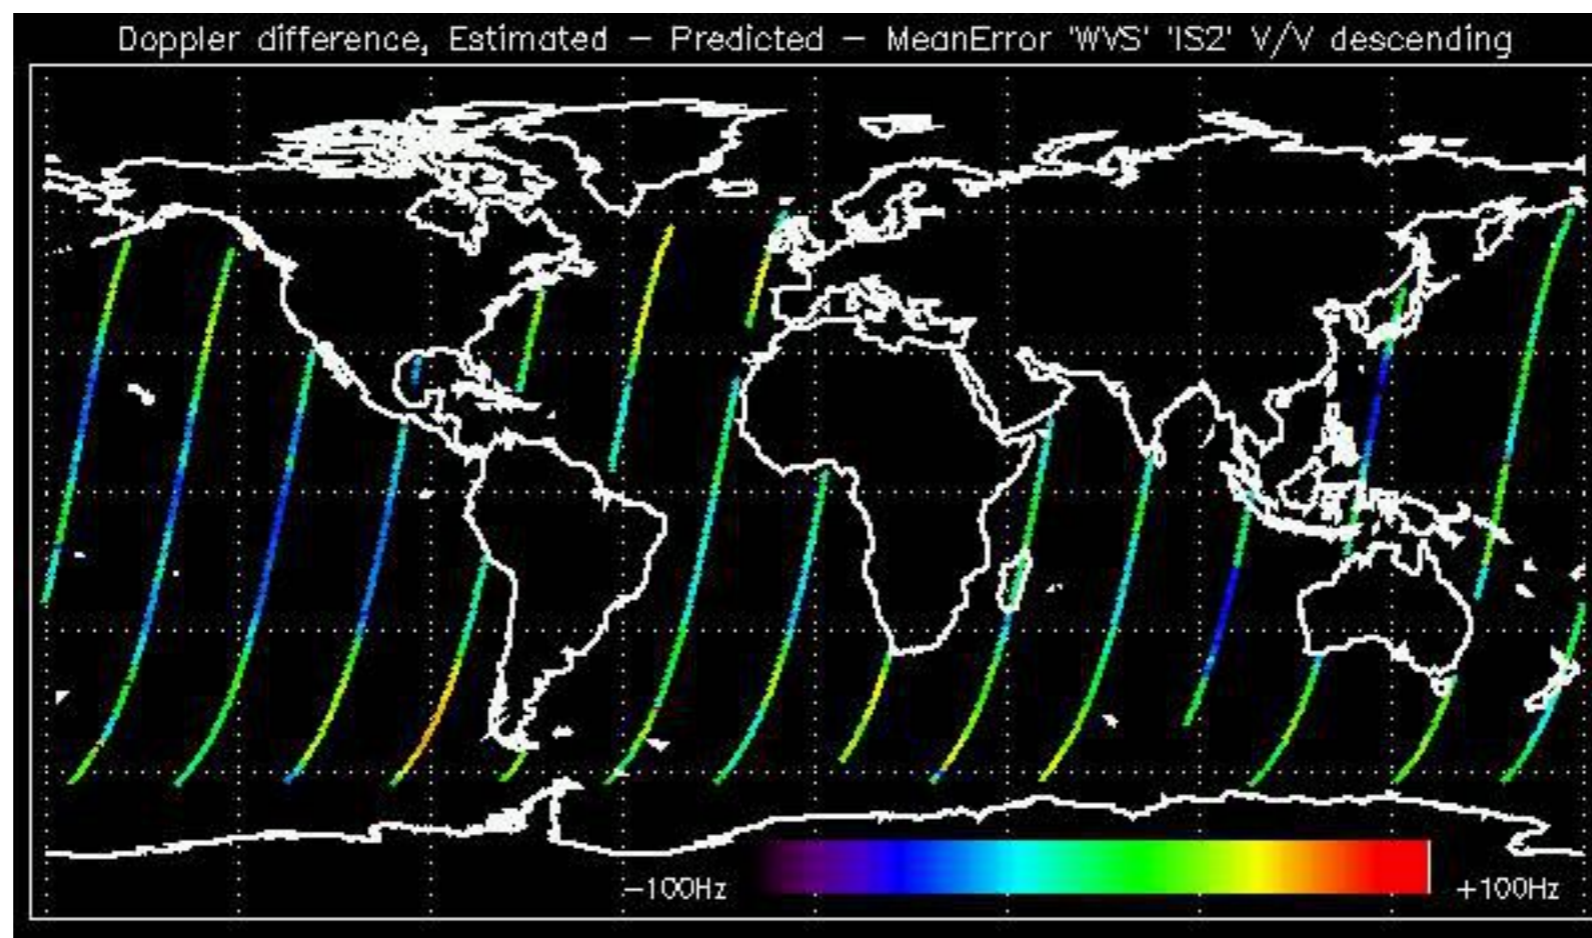 Doppler difference, Estimated - Predicted - MeanError 'WVS' 'IS2' V/V descending
-100Hz
+100Hz